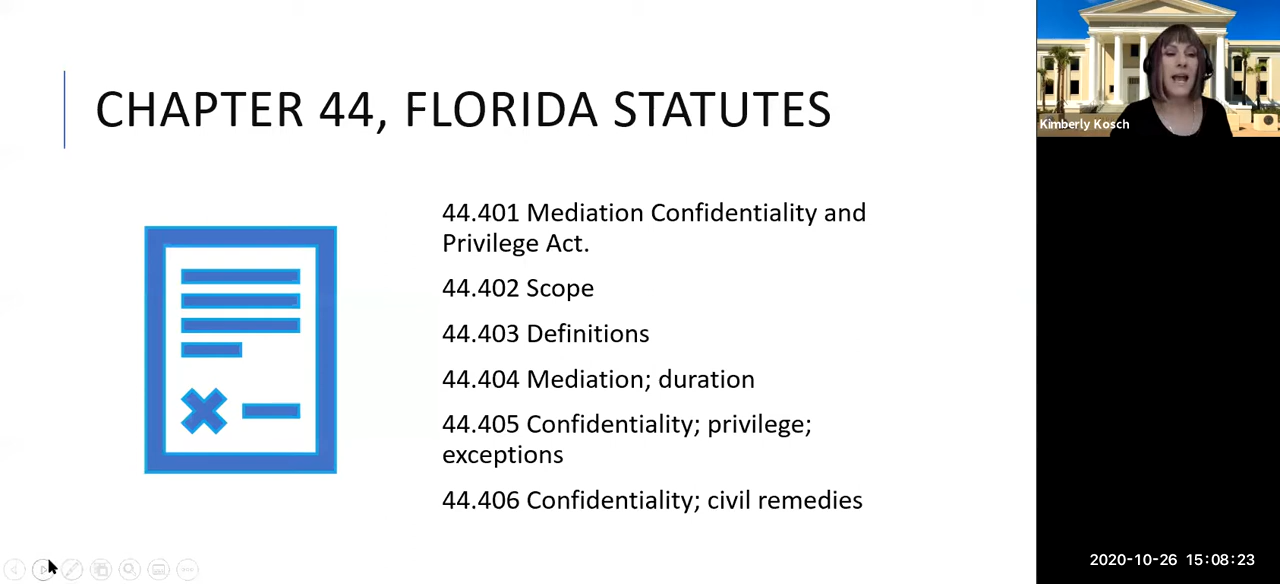 CHAPTER 44, FLORIDA STATUTES
44.401 Mediation Confidentiality and
Privilege Act.
44.402 Scope
44.403 Definitions
44.404 Mediation; duration
44.405 Confidentiality; privilege;
exceptions
44.406 Confidentiality; civil remedies
Kimberly Kosch
2020-10-26 15:08:23